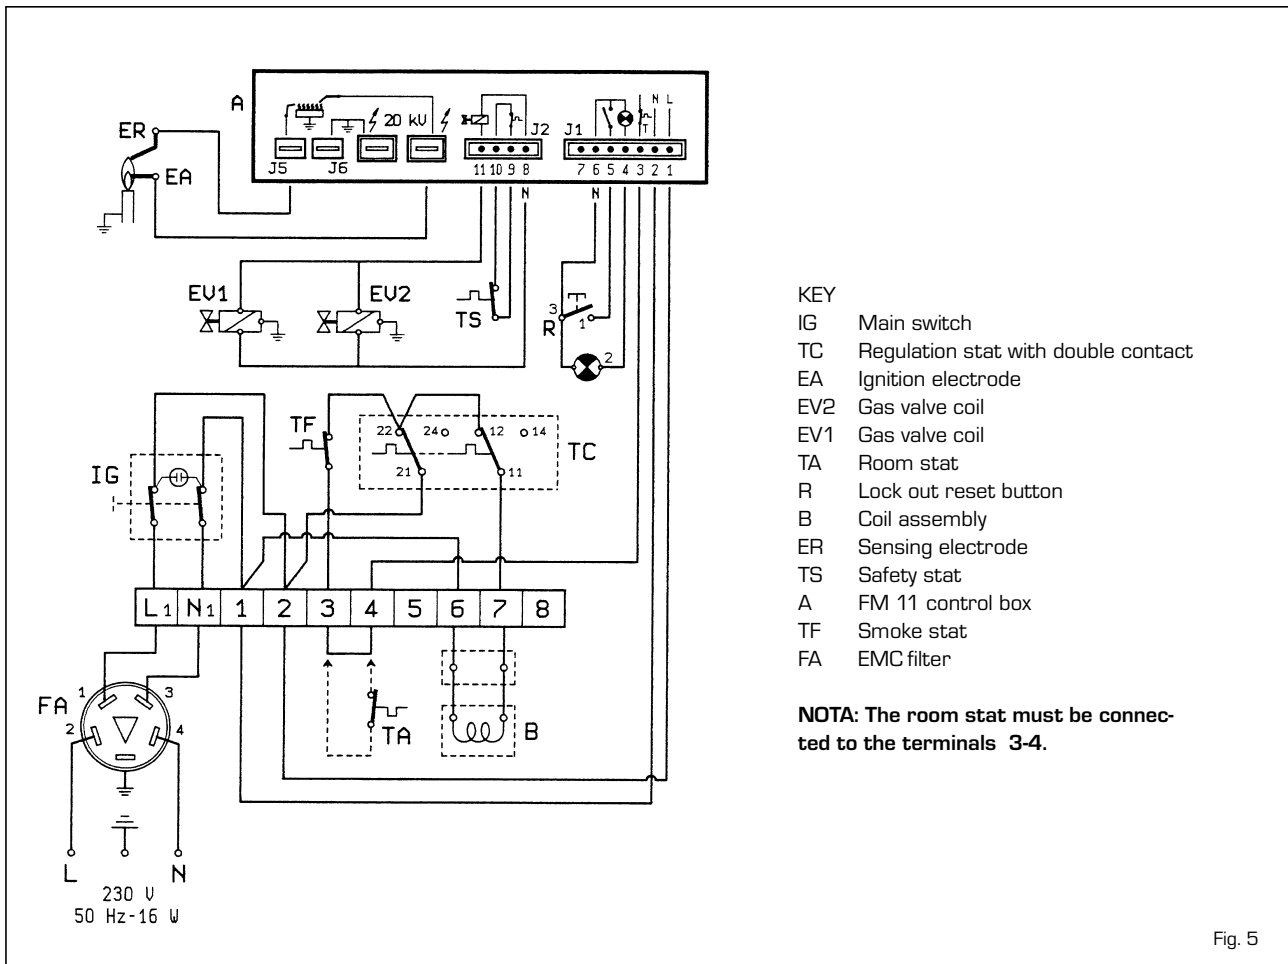 A
N L
20 kV
J2 J1
ER
J5 J6
11 10 9 8 7 6 5 4 3 2 1
EA
N N
EV1 EV2
TS
3
R 1
2
TF
22 24 12 14
TC
IG
21 11
L1 N1 1 2 3 4 5 6 7 8
FA 1 3
2 4
TA B
L N
230 V
50 Hz-16 W
KEY
IG Main switch
TC Regulation stat with double contact
EA Ignition electrode
EV2 Gas valve coil
EV1 Gas valve coil
TA Room stat
R Lock out reset button
B Coil assembly
ER Sensing electrode
TS Safety stat
A FM 11 control box
TF Smoke stat
FA EMC filter
NOTA: The room stat must be connec-
ted to the terminals 3-4.
Fig. 5